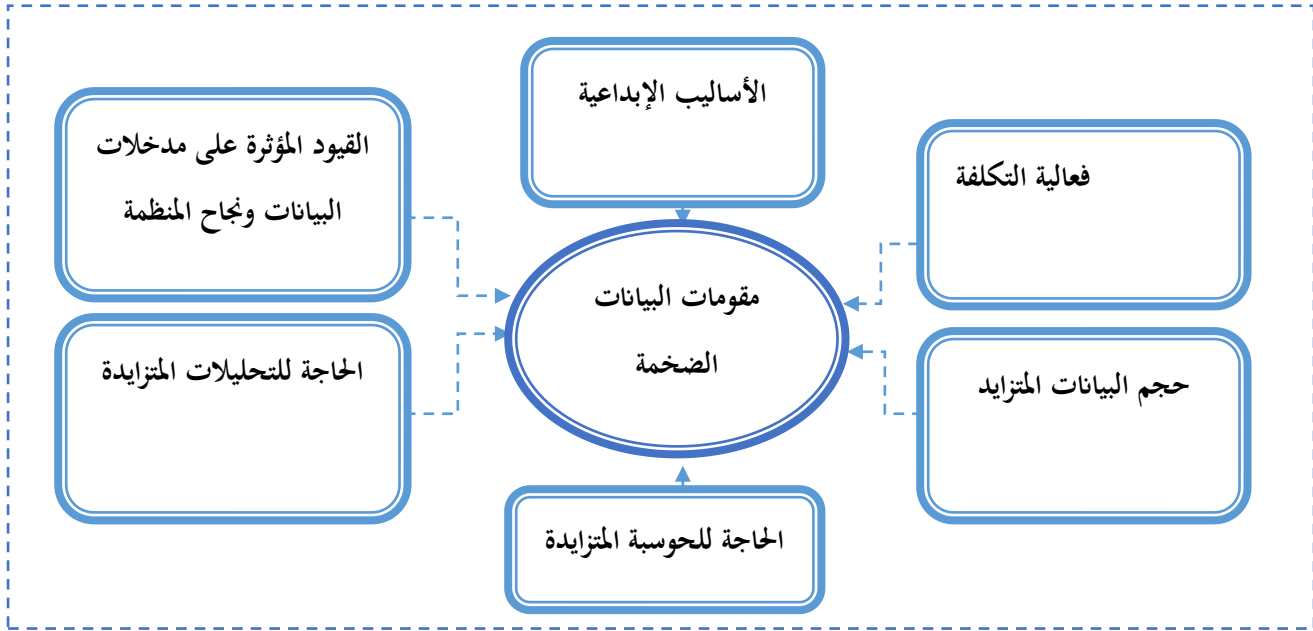 الأساليب الإبداعية
فعالية التكلفة
القيود المؤثرة على مدخلات
البيانات ونجاح المنظمة
مقومات البيانات
الضخمة
حجم البيانات المتزايد
الحاجة للتحليلات المتزايدة
الحاجة للحوسبة المتزايدة